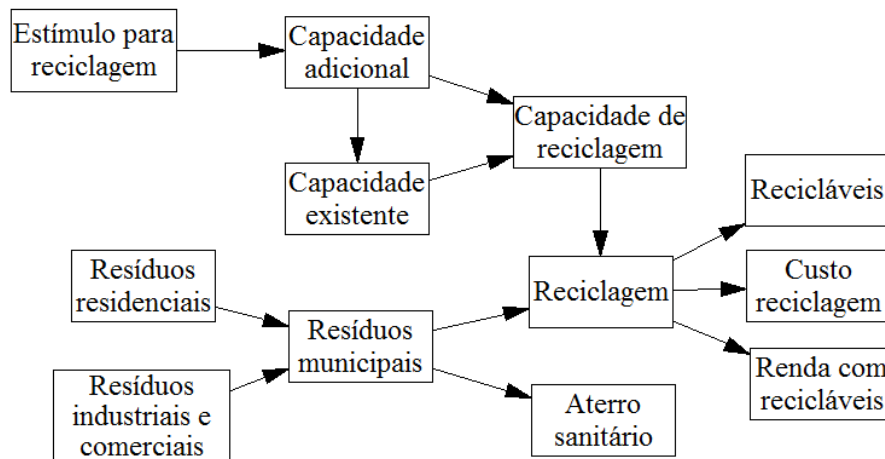 Estímulo para
reciclagem
Capacidade
adicional
Capacidade de
reciclagem
Capacidade
existente
Recicláveis
Resíduos
residenciais
Reciclagem
Custo
reciclagem
Resíduos
municipais
Renda com
recicláveis
Resíduos
industriais e
comerciais
Aterro
sanitário